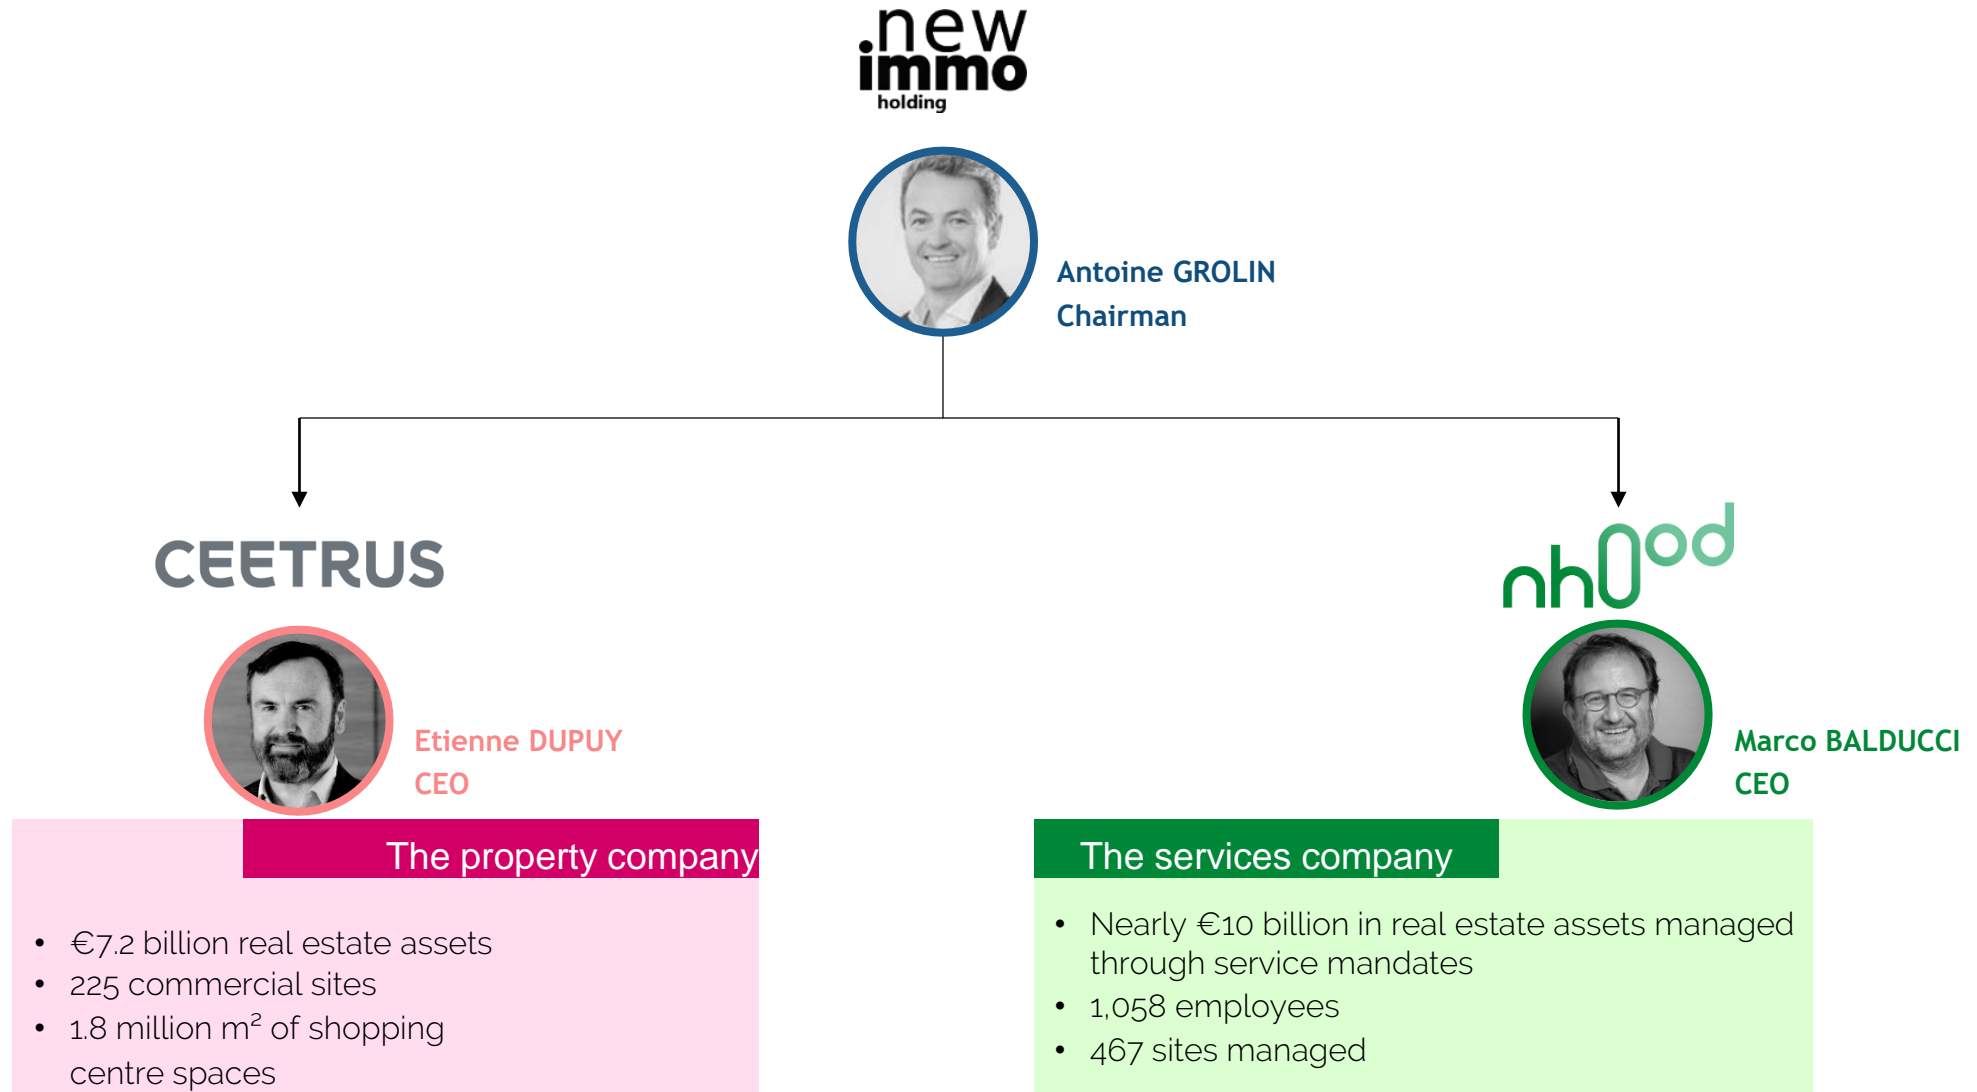 .new
immo
holding
Antoine GROLIN
Chairman
CEETRUS
nhood
Etienne DUPUY
CEO
Marco BALDUCCI
CEO
The property company
• €7.2 billion real estate assets
• 225 commercial sites
• 1.8 million m² of shopping
centre spaces
The services company
• Nearly €10 billion in real estate assets managed
through service mandates
• 1,058 employees
• 467 sites managed